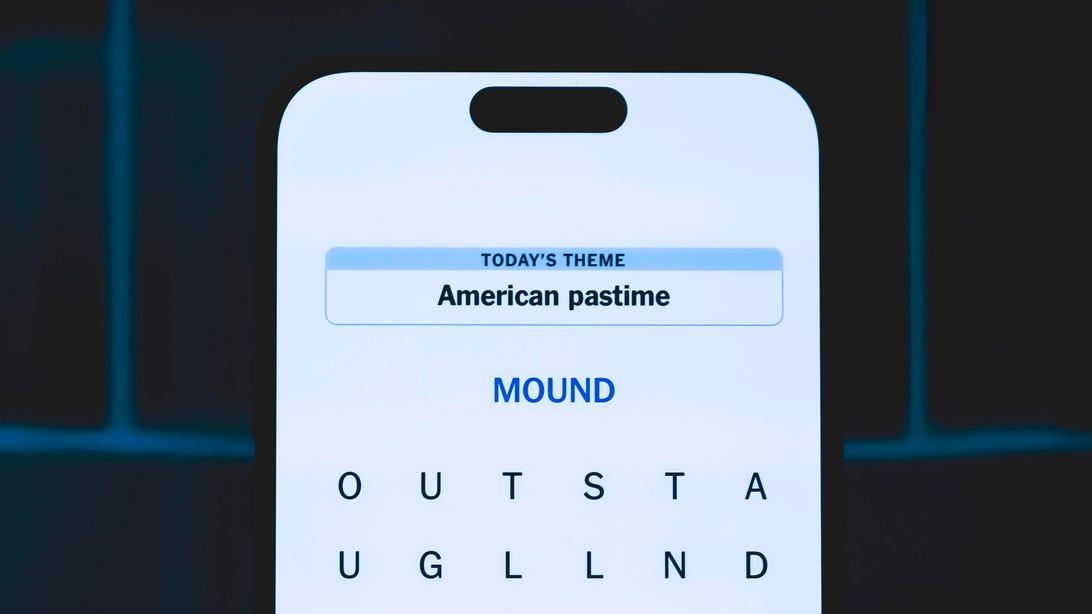 TODAY'S THEME
American pastime
MOUND
O U T S T A
U G L L N D